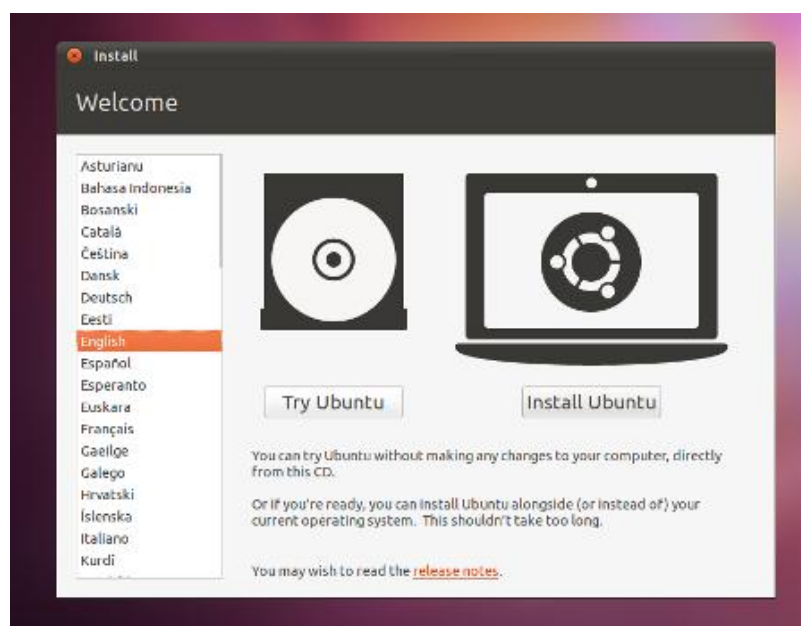 Install
Welcome
Asturianu
Bahasa Indonesia
Bosanski
Català
Čeština
Dansk
Deutsch
Eesti
English
Español
Esperanto
Euskara
Français
Gaeilge
Galego
Hrvatski
Íslenska
Italiano
Kurdî
Try Ubuntu
Install Ubuntu
You can try Ubuntu without making any changes to your computer, directly
from this CD.
Or if you're ready, you can install Ubuntu alongside (or instead of) your
current operating system. This shouldn't take too long.
You may wish to read the release notes.